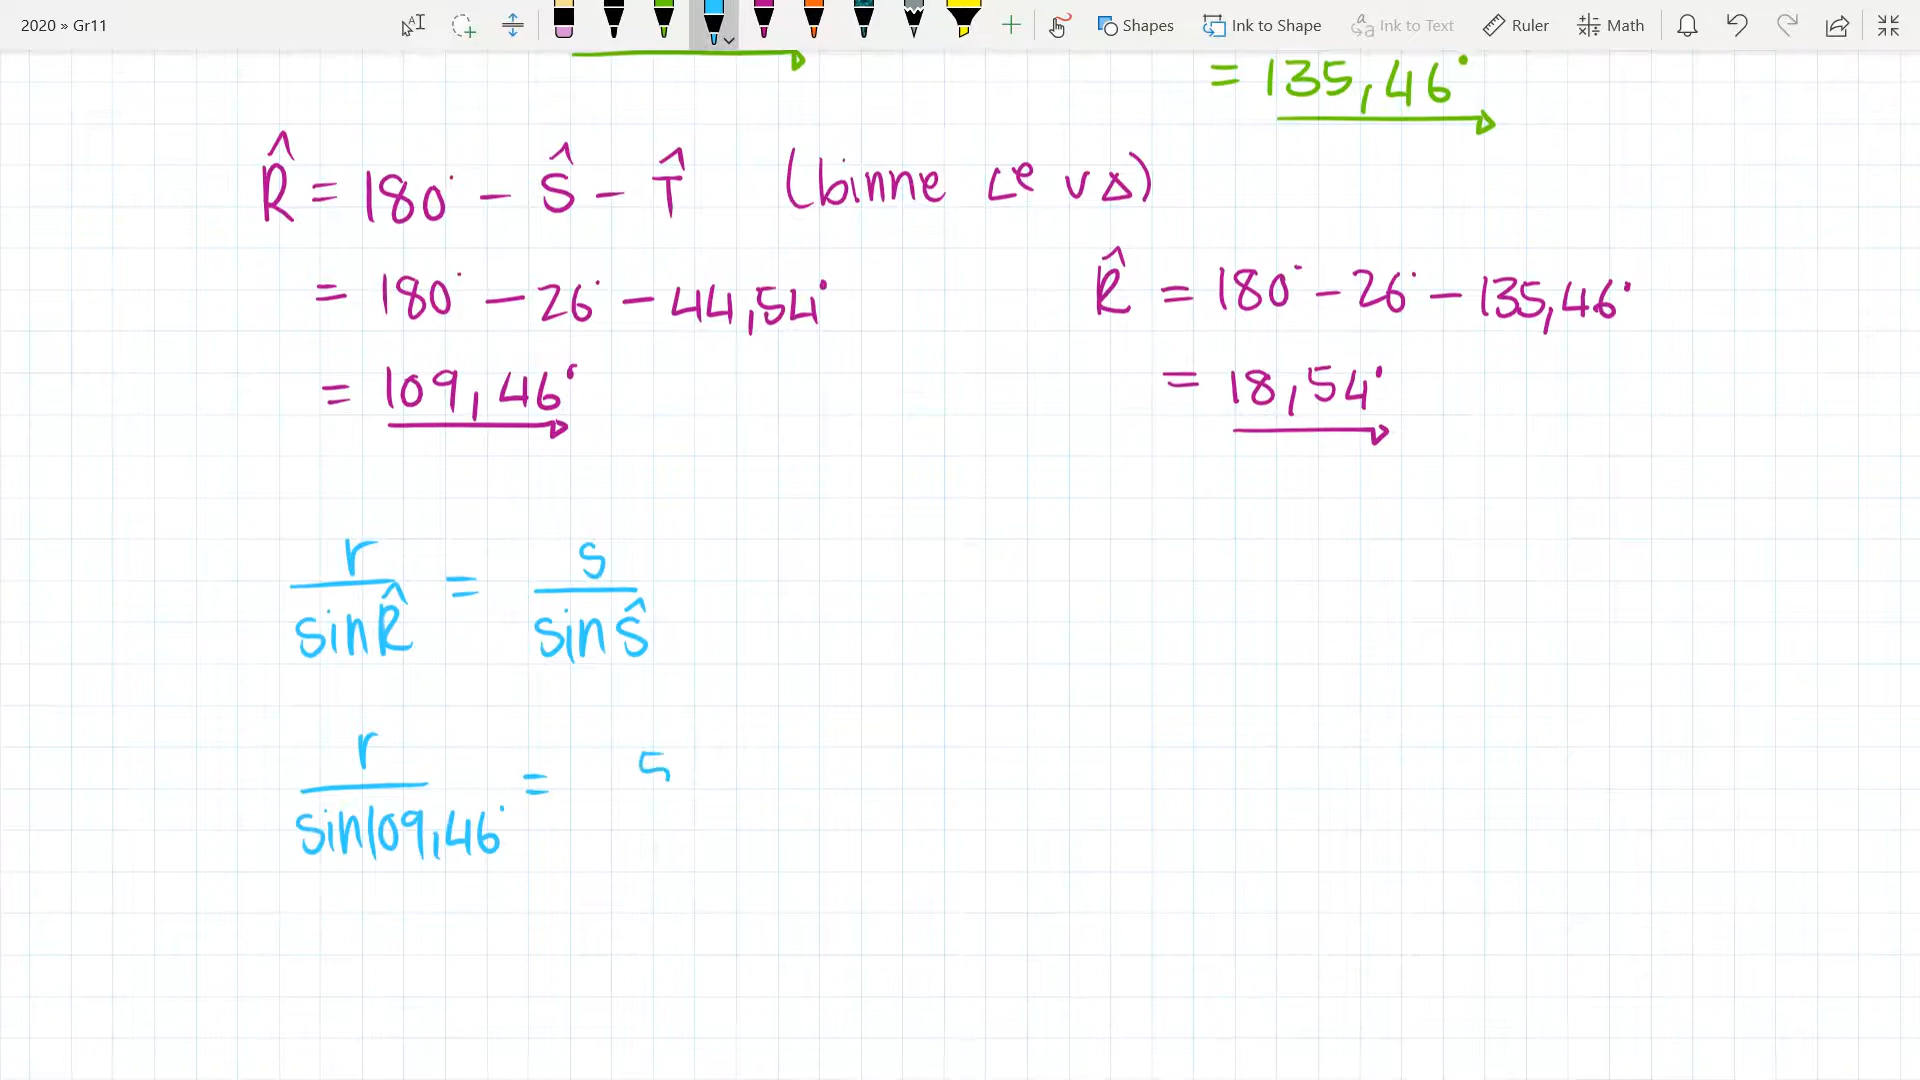 2020 » Gr11
Shapes Ink to Shape Ink to Text Ruler Math
= 135,46°
R̂ = 180° - Ŝ - T̂ (binne ∠e v Δ)
= 180° - 26° - 44,54°
R̂ = 180° - 26° - 135,46°
= 109,46°
= 18,54°
r / sin R̂ = s / sin Ŝ
r / sin 109,46° = 5